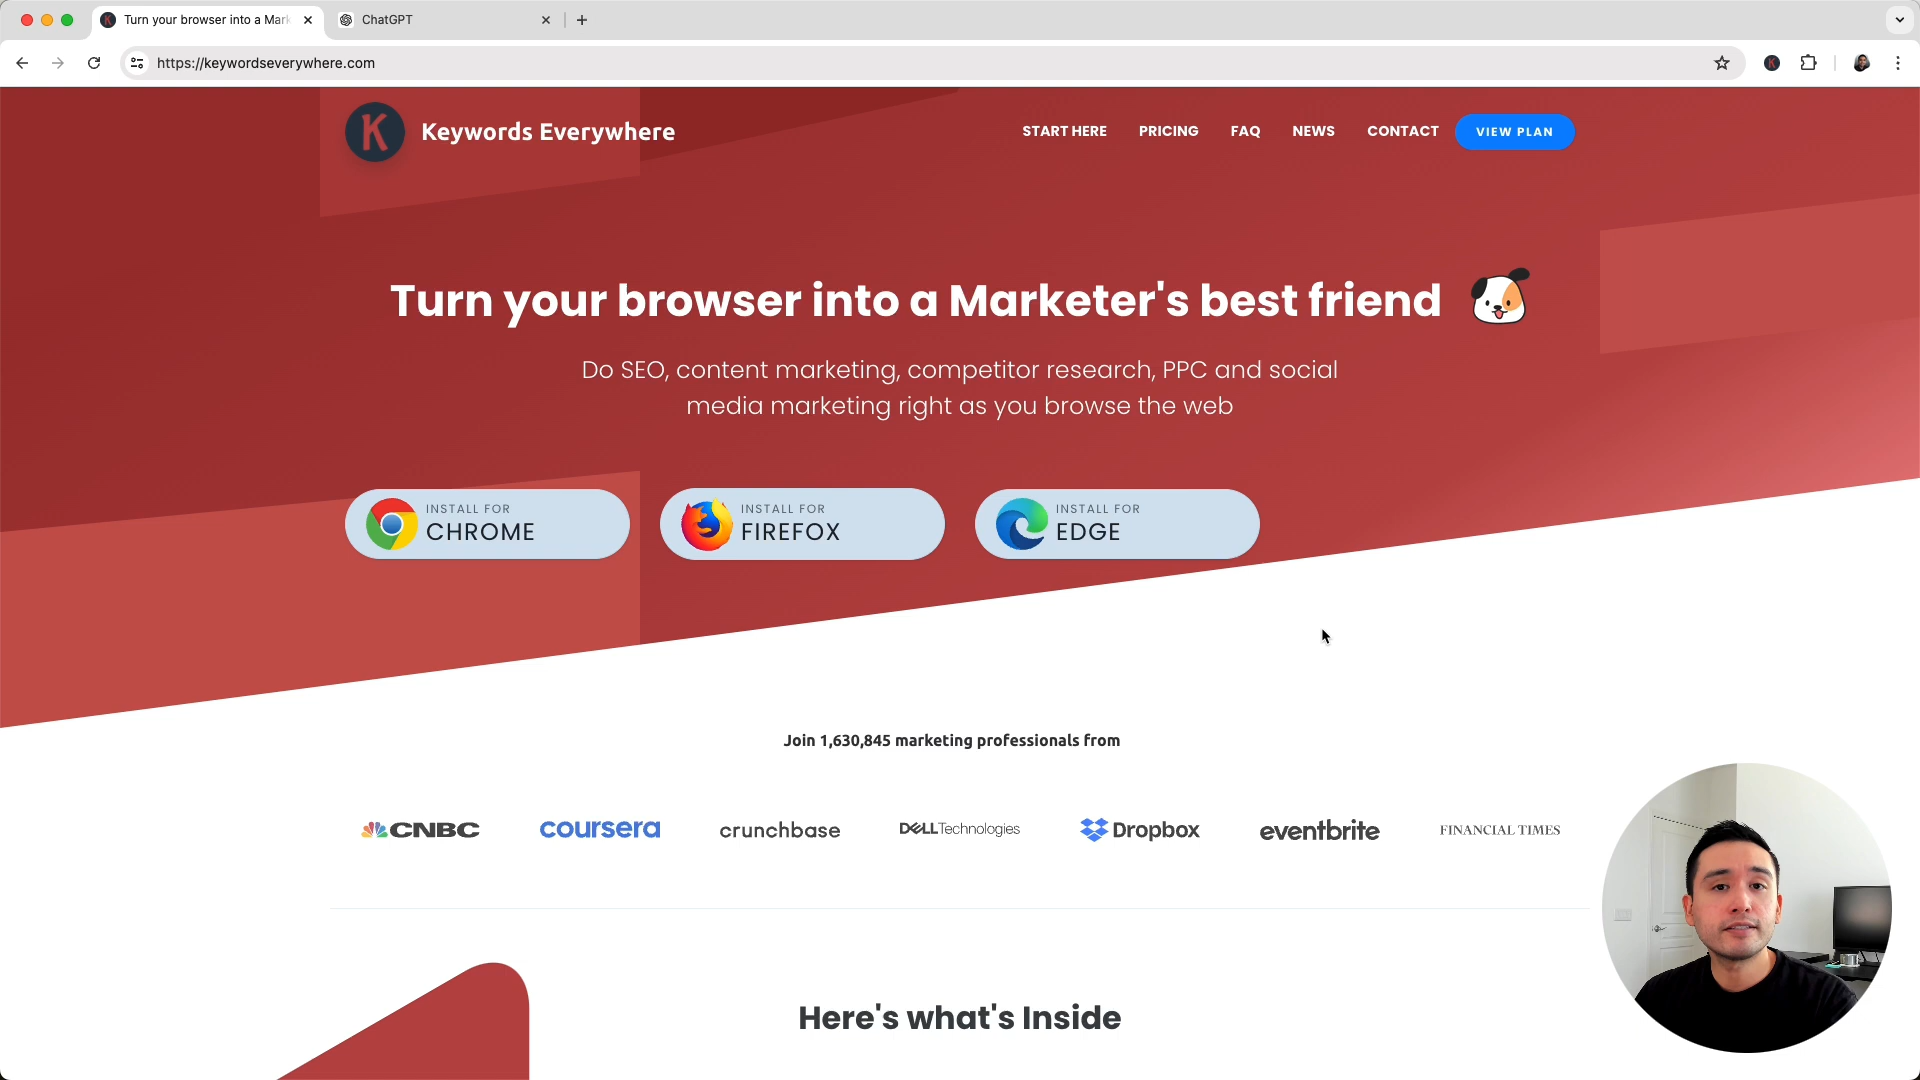 Turn your browser into a Mark
ChatGPT
https://keywordseverywhere.com
K
K
K Keywords Everywhere
START HERE PRICING FAQ NEWS CONTACT VIEW PLAN
Turn your browser into a Marketer's best friend
Do SEO, content marketing, competitor research, PPC and social
media marketing right as you browse the web
INSTALL FOR
CHROME
INSTALL FOR
FIREFOX
INSTALL FOR
EDGE
Join 1,630,845 marketing professionals from
CNBC coursera crunchbase DELLTechnologies Dropbox eventbrite FINANCIAL TIMES
Here's what's Inside